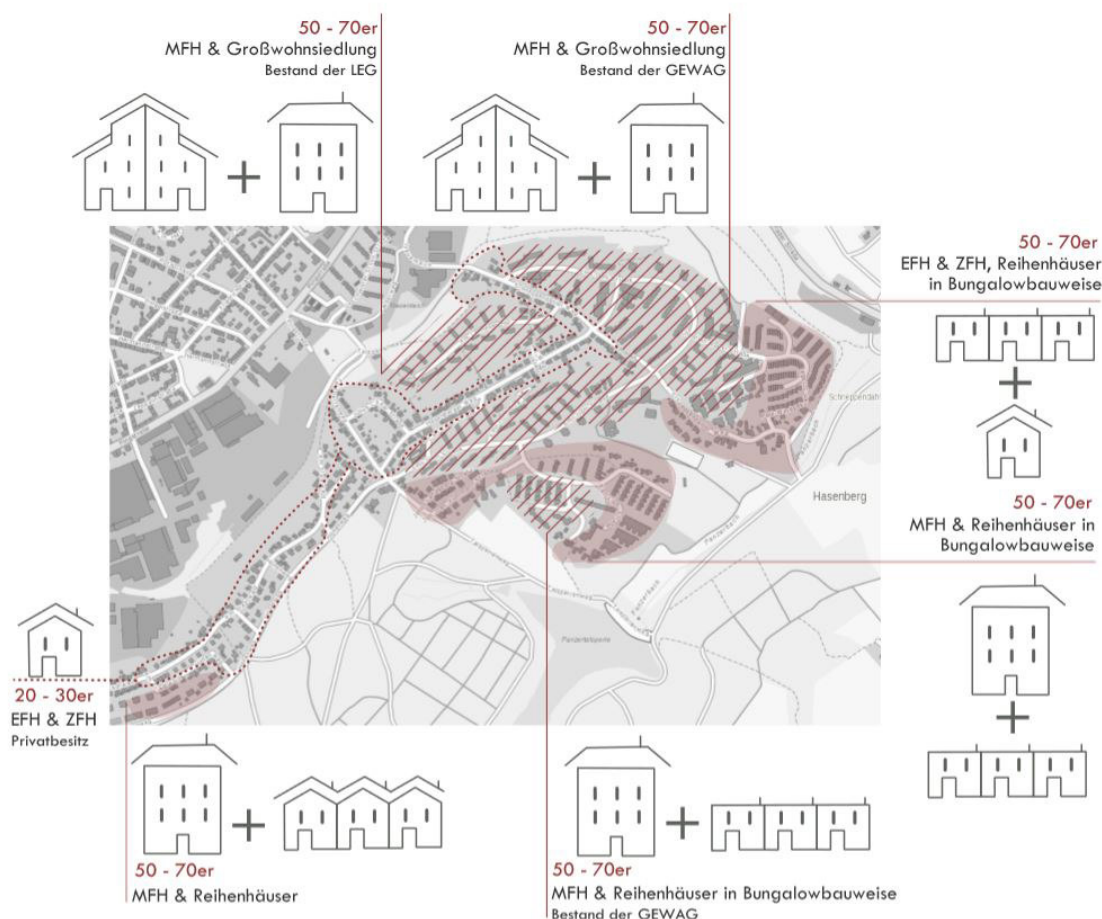 50 - 70er
MFH & Großwohnsiedlung
Bestand der LEG
50 - 70er
MFH & Großwohnsiedlung
Bestand der GEWAG
50 - 70er
EFH & ZFH, Reihenhäuser
in Bungalowbauweise
Hasenberg
Panzerbach
Panzerbach
50 - 70er
MFH & Reihenhäuser in
Bungalowbauweise
20 - 30er
EFH & ZFH
Privatbesitz
50 - 70er
MFH & Reihenhäuser
50 - 70er
MFH & Reihenhäuser in Bungalowbauweise
Bestand der GEWAG